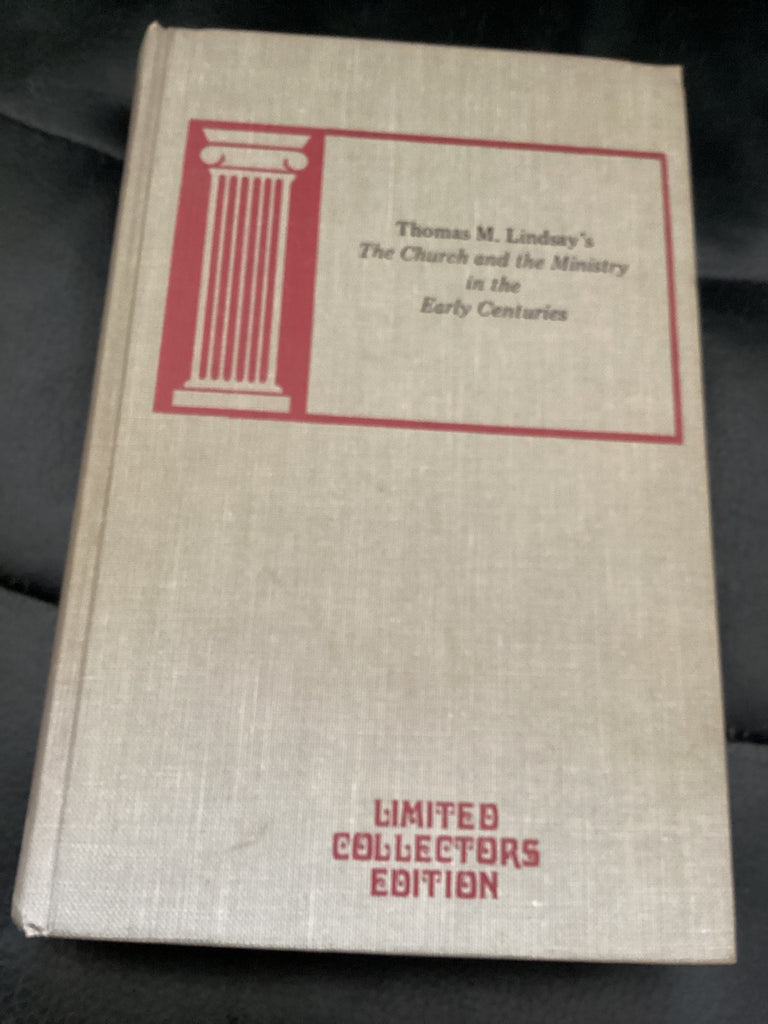 Thomas M. Lindsay's
The Church and the Ministry
in the
Early Centuries
LIMITED
COLLECTORS
EDITION